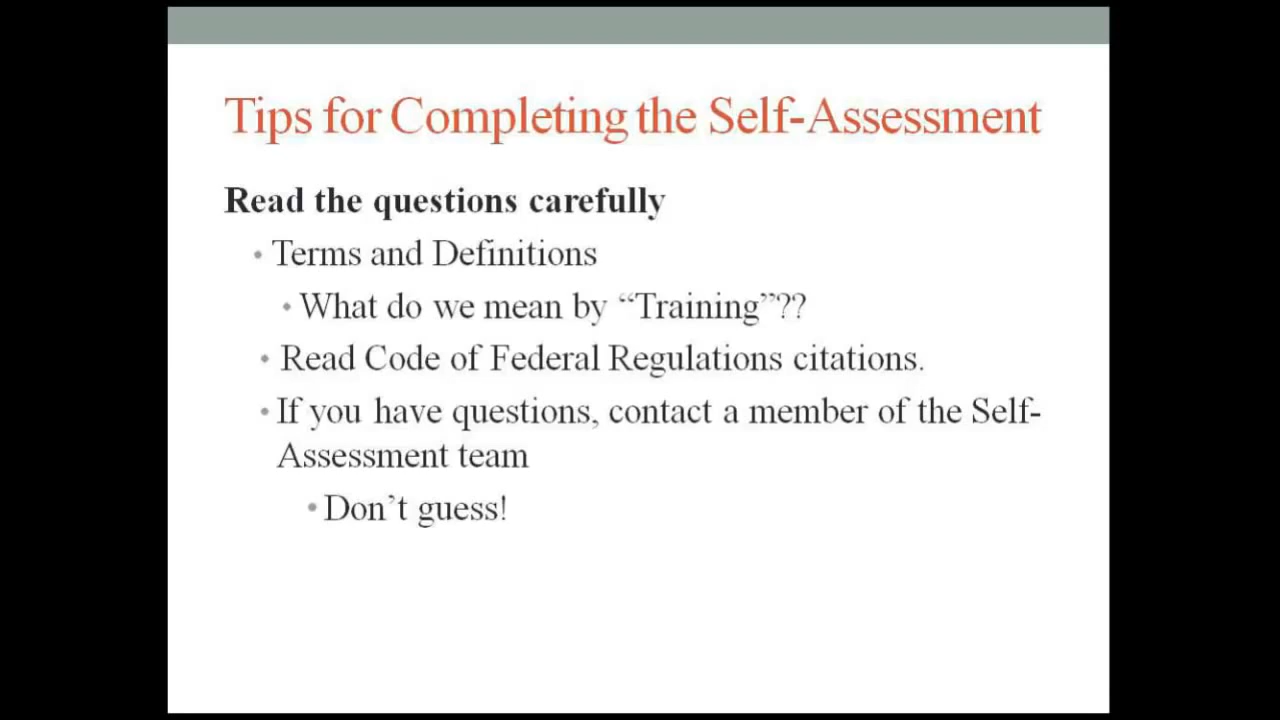 Tips for Completing the Self-Assessment
Read the questions carefully
• Terms and Definitions
• What do we mean by “Training”??
• Read Code of Federal Regulations citations.
• If you have questions, contact a member of the Self-
Assessment team
• Don’t guess!